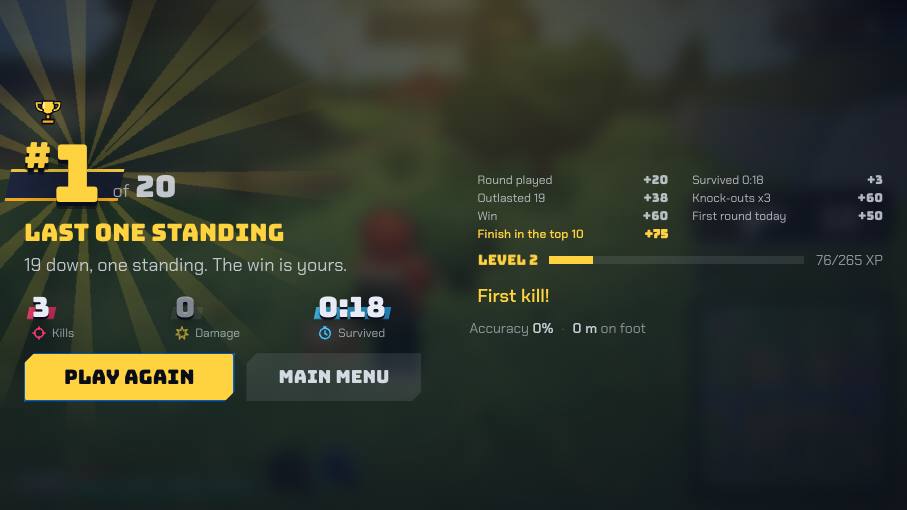 #1 of 20
LAST ONE STANDING
19 down, one standing. The win is yours.
3 0 0:18
Kills Damage Survived
PLAY AGAIN MAIN MENU
Round played +20
Outlasted 19 +38
Win +60
Finish in the top 10 +75
Survived 0:18 +3
Knock-outs x3 +60
First round today +50
LEVEL 2 76/265 XP
First kill!
Accuracy 0% · 0 m on foot